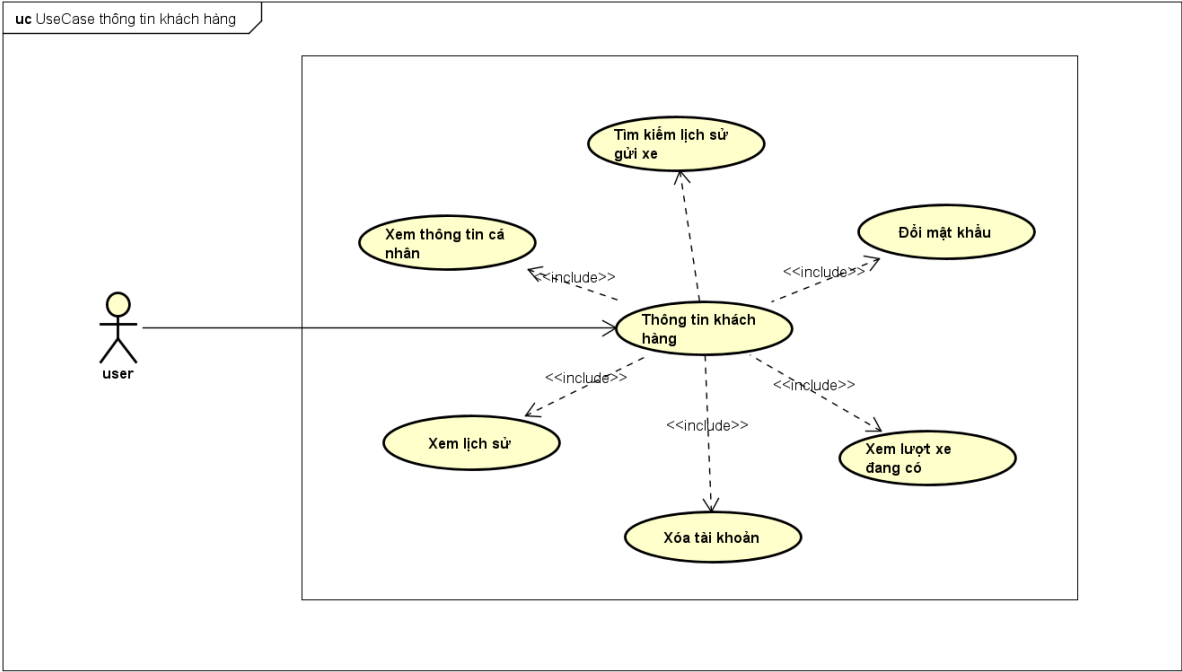 uc UseCase thông tin khách hàng
Tìm kiếm lịch sử
gửi xe
Xem thông tin cá
nhân
Đổi mật khẩu
<<include>>
<<include>>
Thông tin khách
hàng
user
<<include>>
<<include>>
<<include>>
Xem lịch sử
Xem lượt xe
đang có
Xóa tài khoản